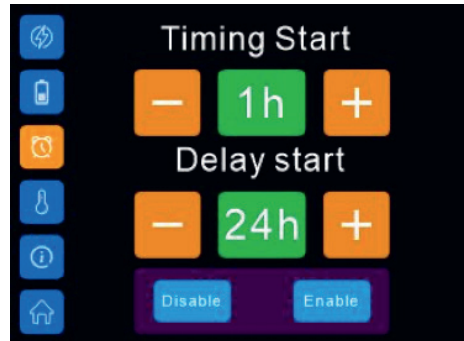 Timing Start
− 1h +
Delay start
− 24h +
Disable Enable